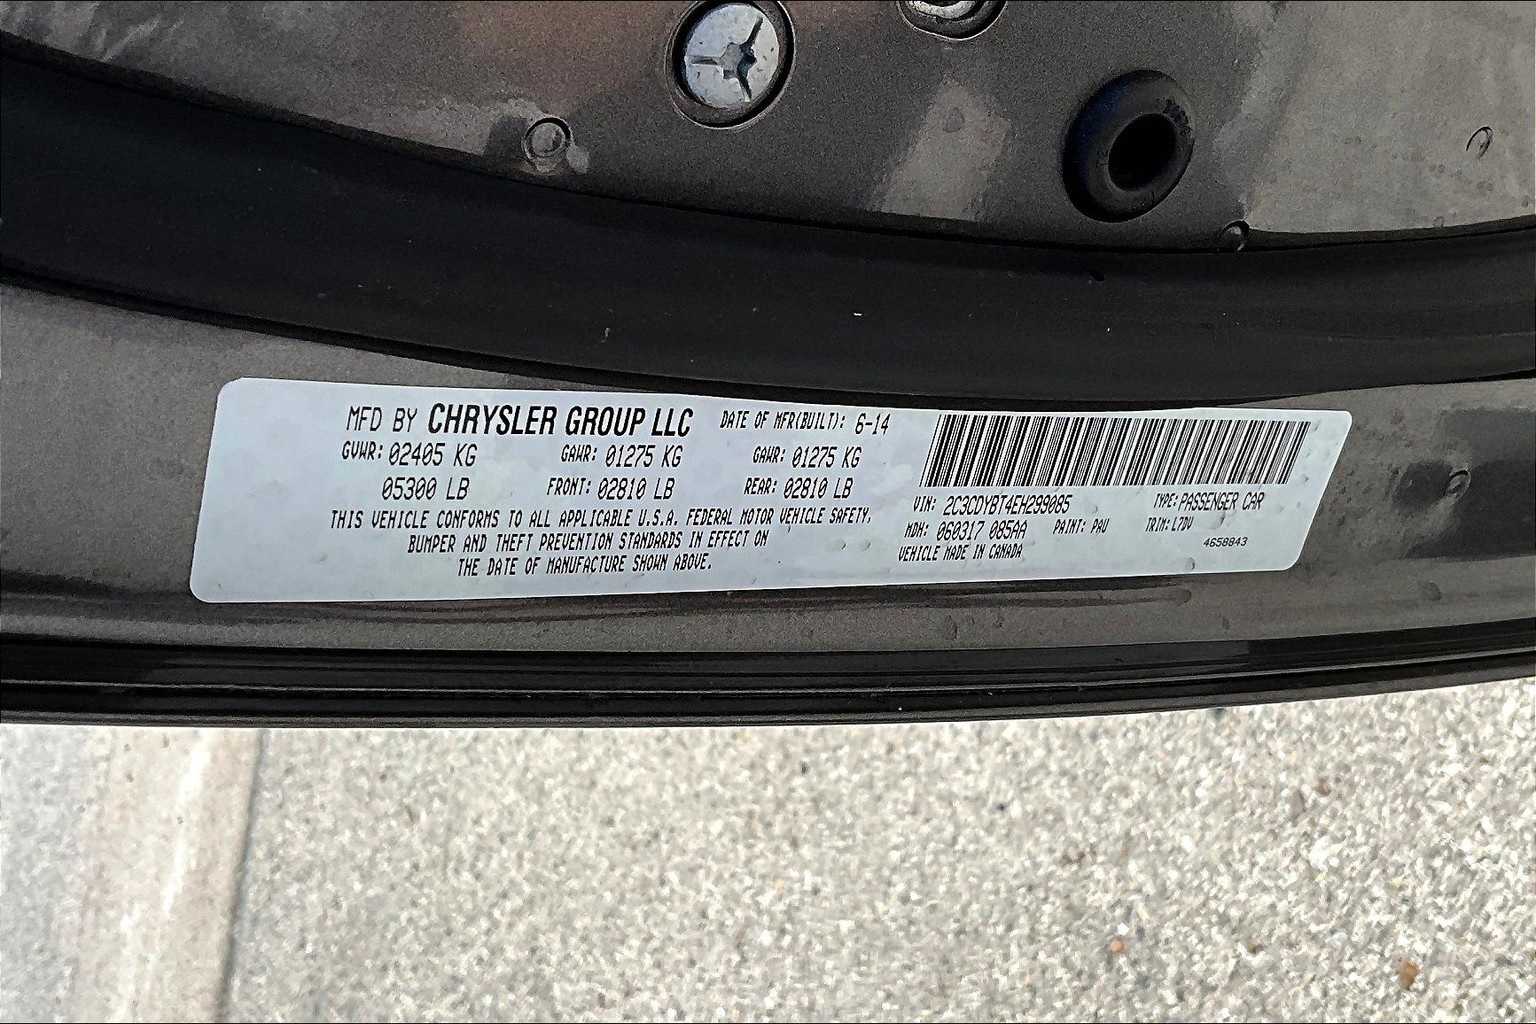 MFD BY CHRYSLER GROUP LLC DATE OF MFR(BUILT): 6-14
GVWR: 02405 KG GAWR: 01275 KG GAWR: 01275 KG
05300 LB FRONT: 02810 LB REAR: 02810 LB
THIS VEHICLE CONFORMS TO ALL APPLICABLE U.S.A. FEDERAL MOTOR VEHICLE SAFETY,
BUMPER AND THEFT PREVENTION STANDARDS IN EFFECT ON
THE DATE OF MANUFACTURE SHOWN ABOVE.
VIN: 2C3CDYBT4EH299085 TYPE: PASSENGER CAR
MDH: 060317 085AA PAINT: PAU TRIM: L7DV
VEHICLE MADE IN CANADA 4658843